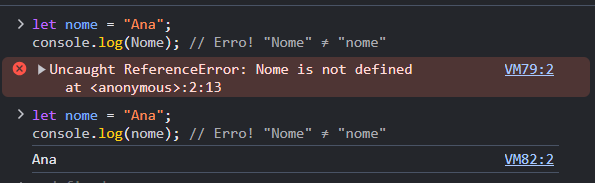 let nome = "Ana";
console.log(Nome); // Erro! "Nome" ≠ "nome"
Uncaught ReferenceError: Nome is not defined VM79:2
at <anonymous>:2:13
let nome = "Ana";
console.log(nome); // Erro! "Nome" ≠ "nome"
Ana VM82:2